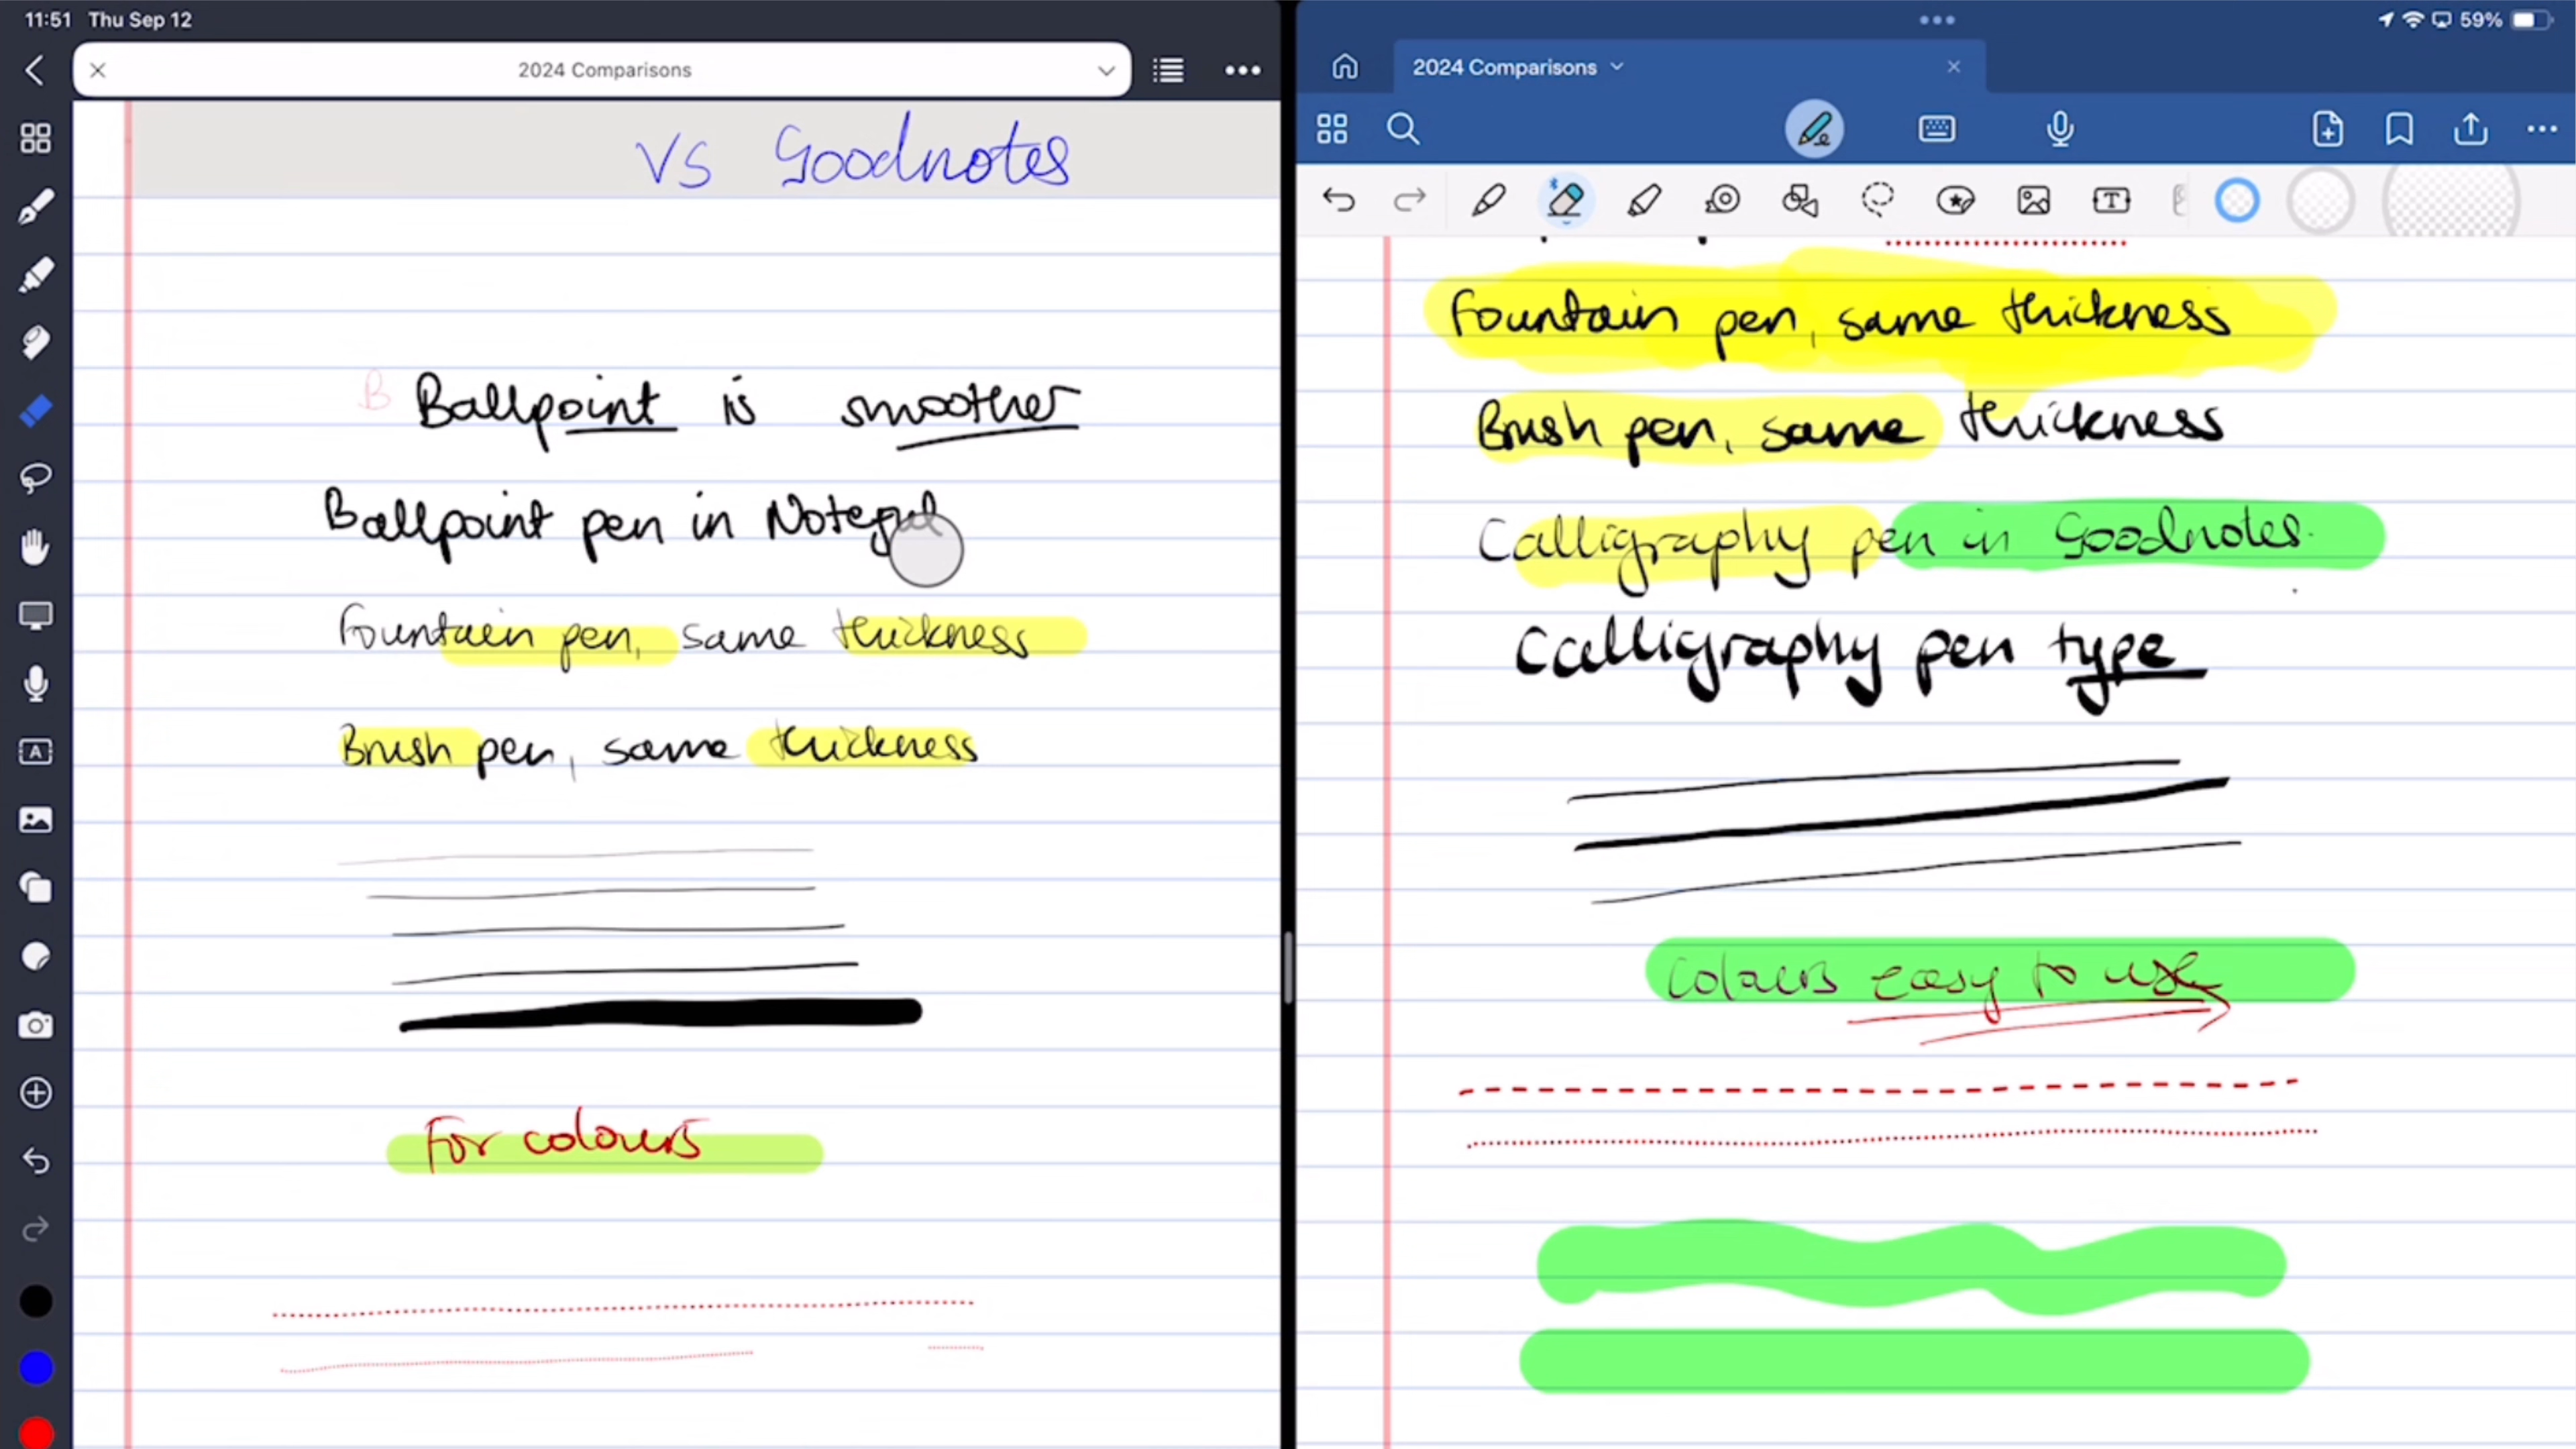 11:51 Thu Sep 12
59%
2024 Comparisons
VS Goodnotes
B Ballpoint is smoother
Ballpoint pen in
Fountain pen, same thickness
Brush pen, same thickness
For colours
A
2024 Comparisons
T
Fountain pen, same thickness
Brush pen, same thickness
Calligraphy pen in Goodnotes.
Calligraphy pen type
Colours easy to use